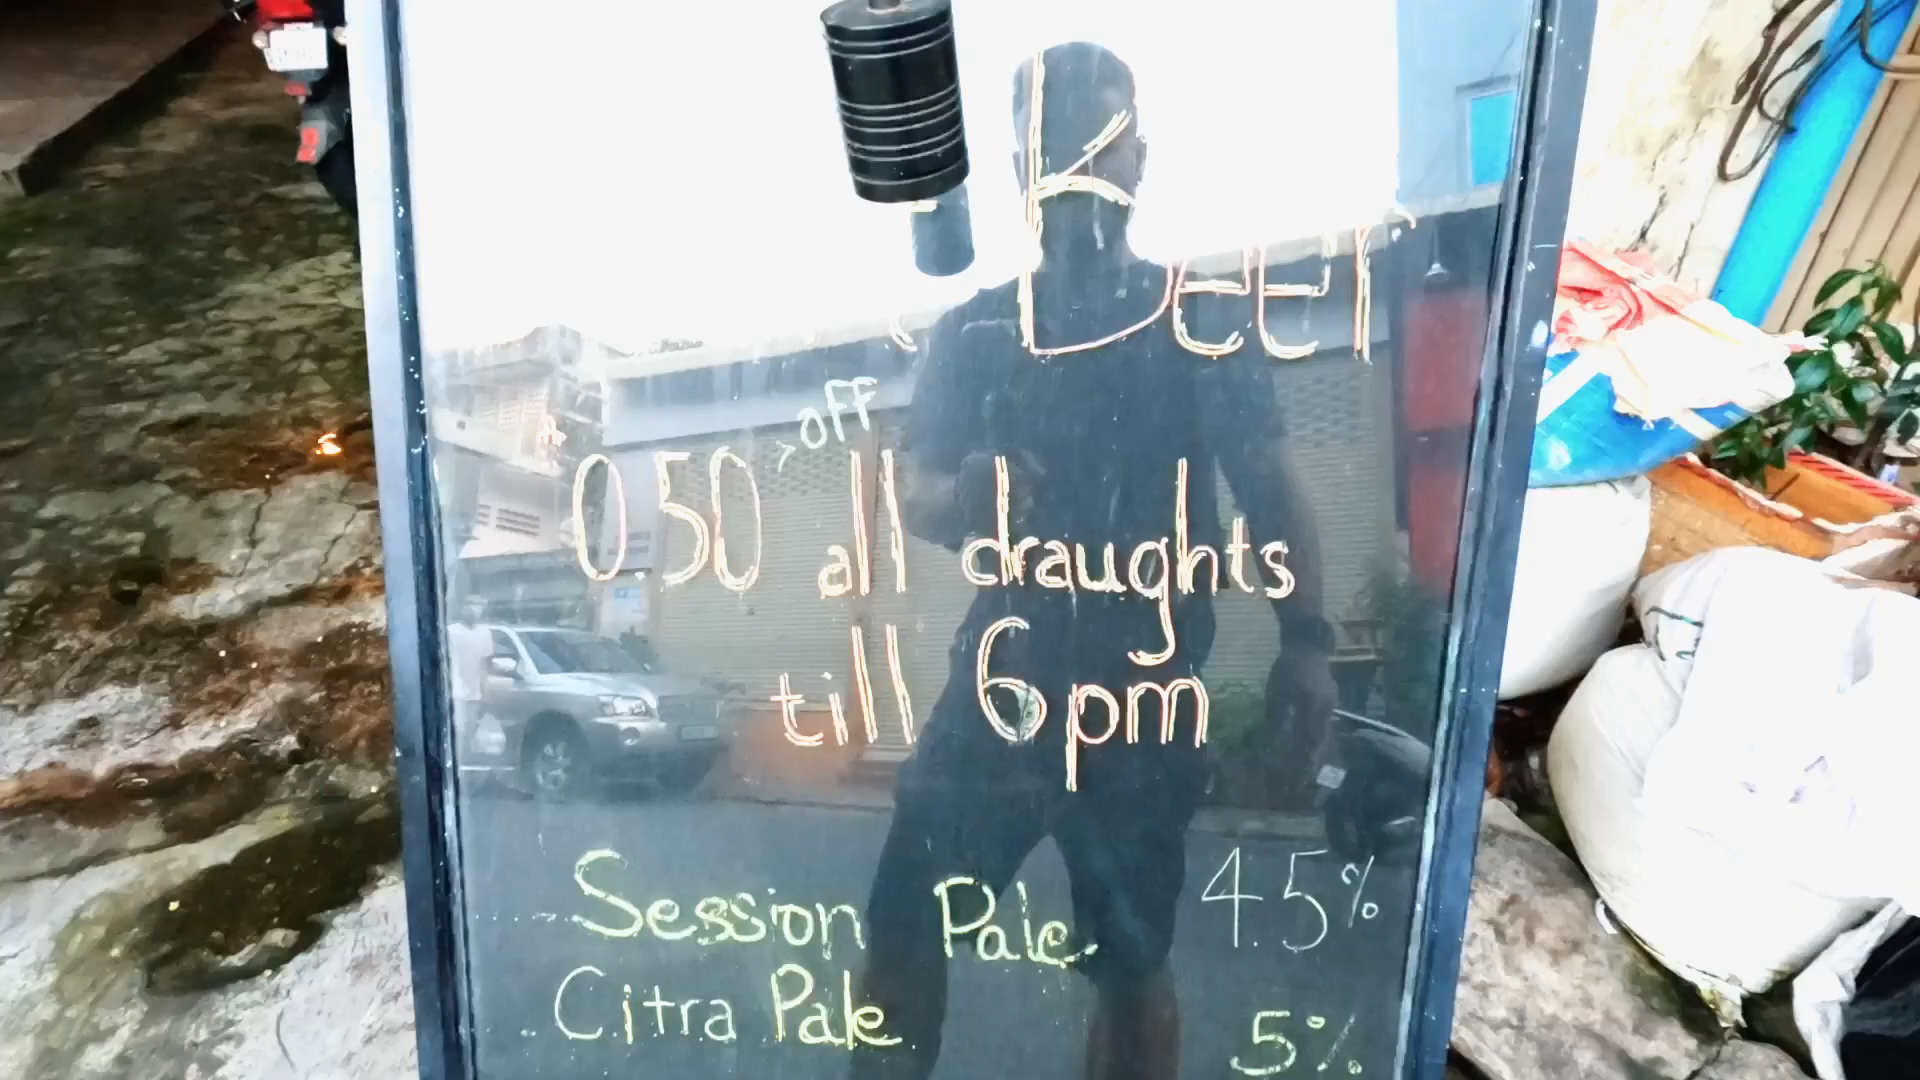 Beer
OFF
0.50 all draughts
till 6pm
Session Pale 4.5%
Citra Pale 5%